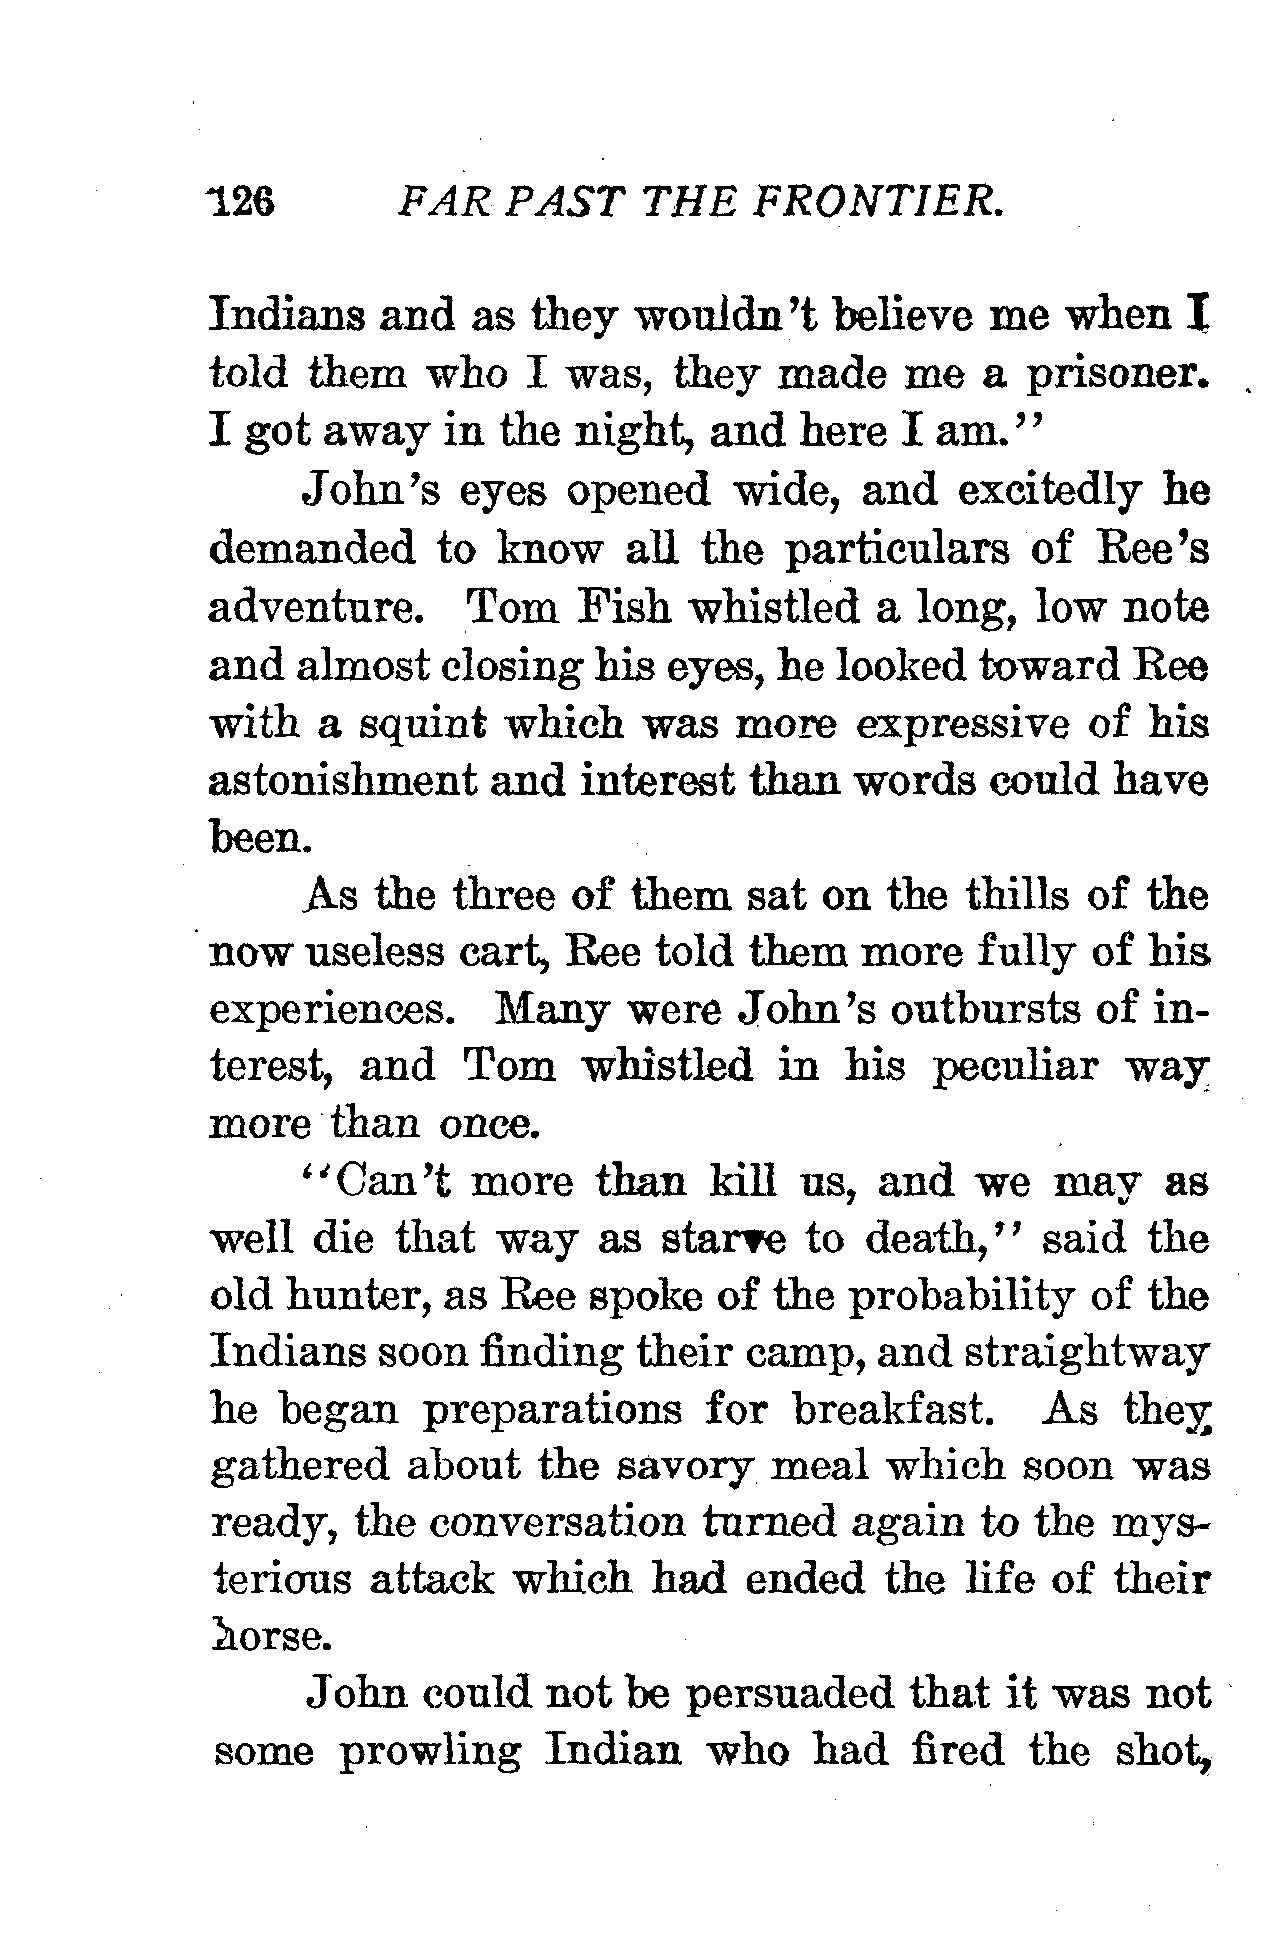 126 FAR PAST THE FRONTIER.
Indians and as they wouldn't believe me when I
told them who I was, they made me a prisoner.
I got away in the night, and here I am."
John's eyes opened wide, and excitedly he
demanded to know all the particulars of Ree's
adventure. Tom Fish whistled a long, low note
and almost closing his eyes, he looked toward Ree
with a squint which was more expressive of his
astonishment and interest than words could have
been.
As the three of them sat on the thills of the
now useless cart, Ree told them more fully of his
experiences. Many were John's outbursts of in-
terest, and Tom whistled in his peculiar way
more than once.
"Can't more than kill us, and we may as
well die that way as starve to death," said the
old hunter, as Ree spoke of the probability of the
Indians soon finding their camp, and straightway
he began preparations for breakfast. As they
gathered about the savory meal which soon was
ready, the conversation turned again to the mys-
terious attack which had ended the life of their
horse.
John could not be persuaded that it was not
some prowling Indian who had fired the shot,